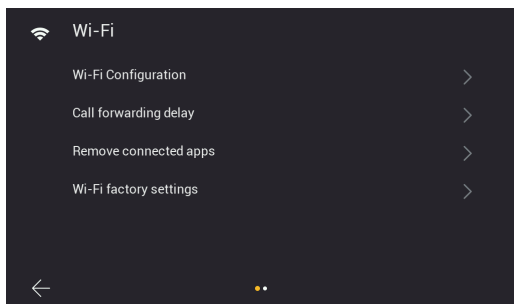 Wi-Fi
Wi-Fi Configuration
Call forwarding delay
Remove connected apps
Wi-Fi factory settings